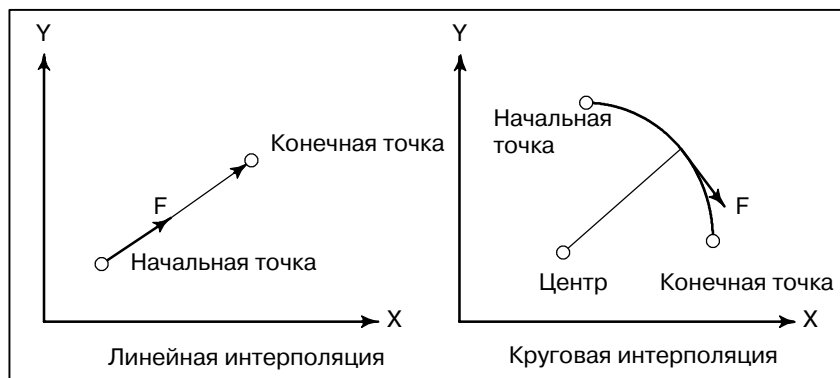 Y
Конечная точка
F
Начальная точка
X
Линейная интерполяция
Y
Начальная
точка
F
Центр
Конечная точка
X
Круговая интерполяция